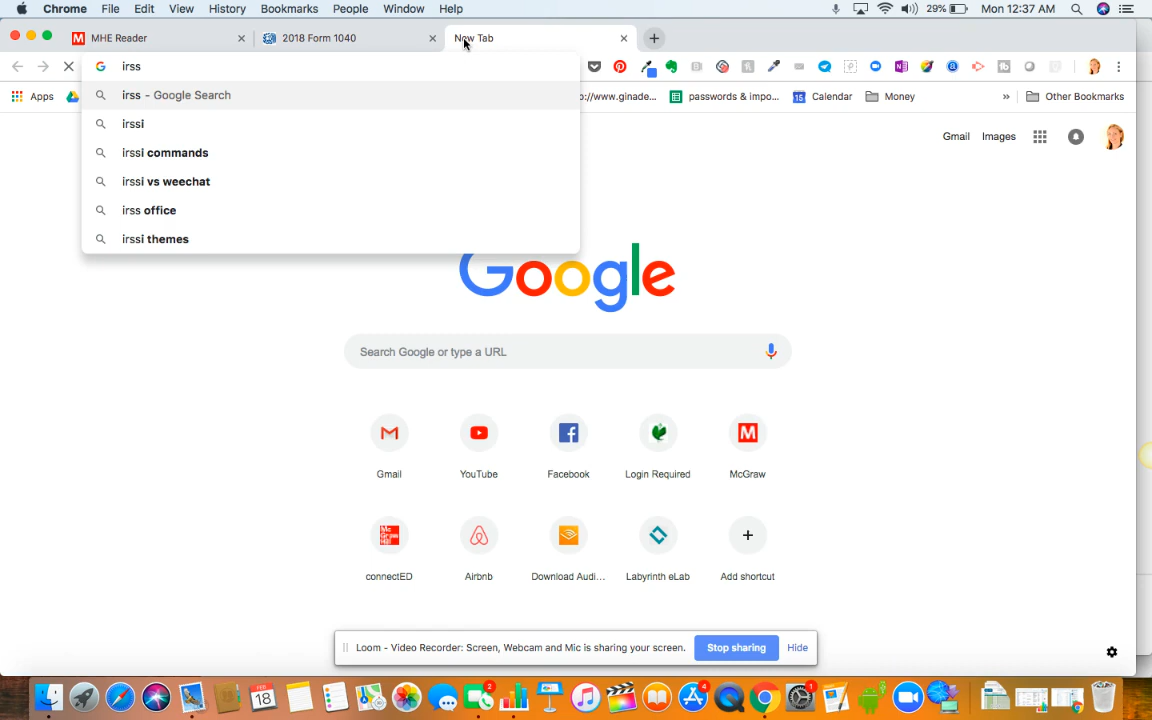 Chrome File Edit View History Bookmarks People Window Help 29% Mon 12:37 AM
MHE Reader 2018 Form 1040 New Tab
irss
irss - Google Search
irssi
irssi commands
irssi vs weechat
irss office
irssi themes
Apps p://www.ginade... passwords & impo... Calendar Money » Other Bookmarks
Gmail Images
Google
Search Google or type a URL
Gmail YouTube Facebook Login Required McGraw
connectED Airbnb Download Audi... Labyrinth eLab Add shortcut
Loom - Video Recorder: Screen, Webcam and Mic is sharing your screen. Stop sharing Hide